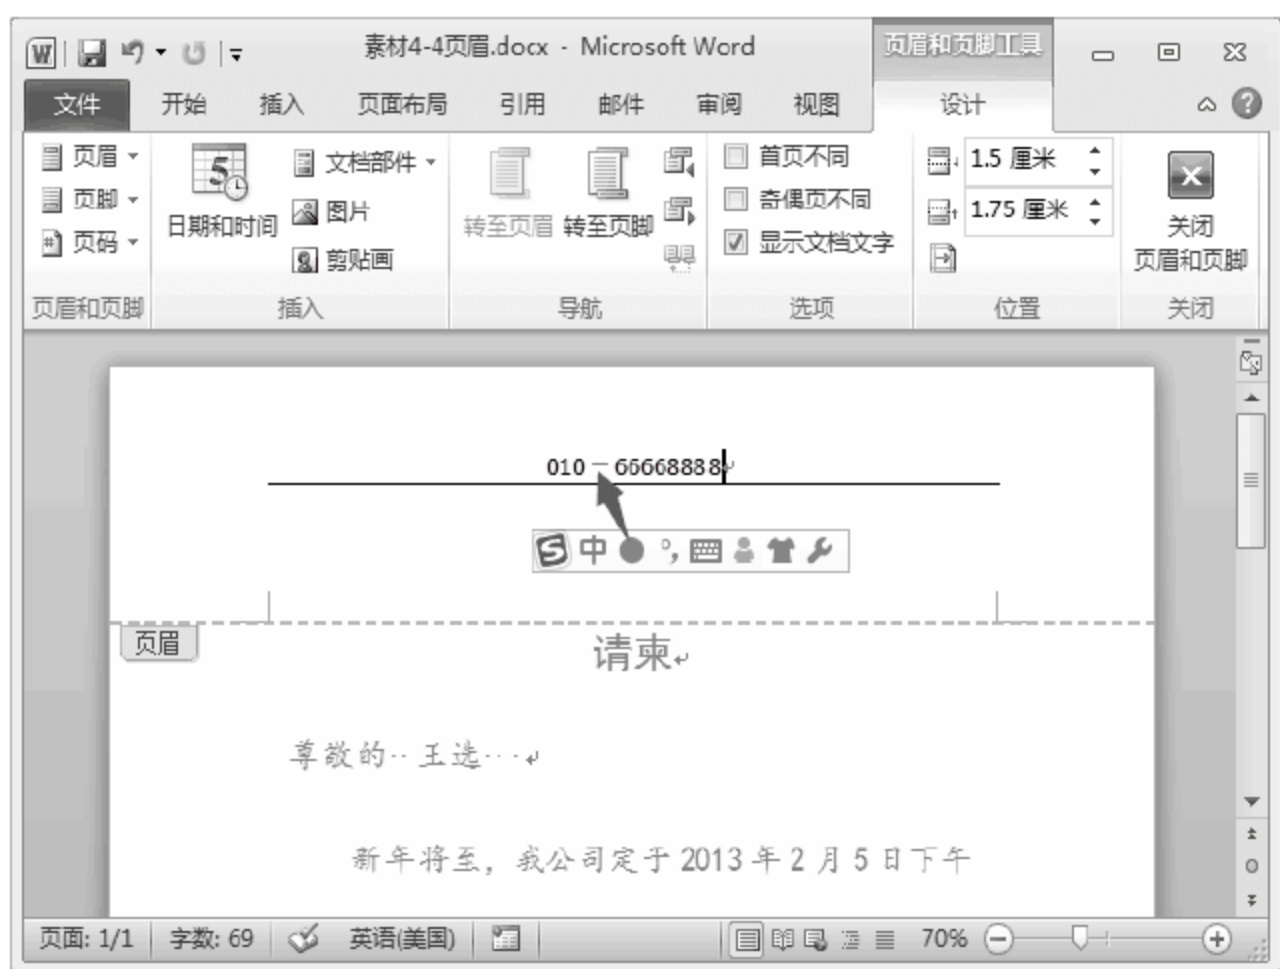 素材4-4页眉.docx - Microsoft Word
页眉和页脚工具
文件 开始 插入 页面布局 引用 邮件 审阅 视图 设计
页眉
页脚
页码
日期和时间
文档部件
图片
剪贴画
转至页眉 转至页脚
首页不同
奇偶页不同
显示文档文字
1.5 厘米
1.75 厘米
关闭
页眉和页脚
页眉和页脚 插入 导航 选项 位置 关闭
010－66668888
中
页眉
请柬
尊敬的··王选···
新年将至，我公司定于 2013 年 2 月 5 日下午
页面: 1/1 字数: 69 英语(美国) 70%